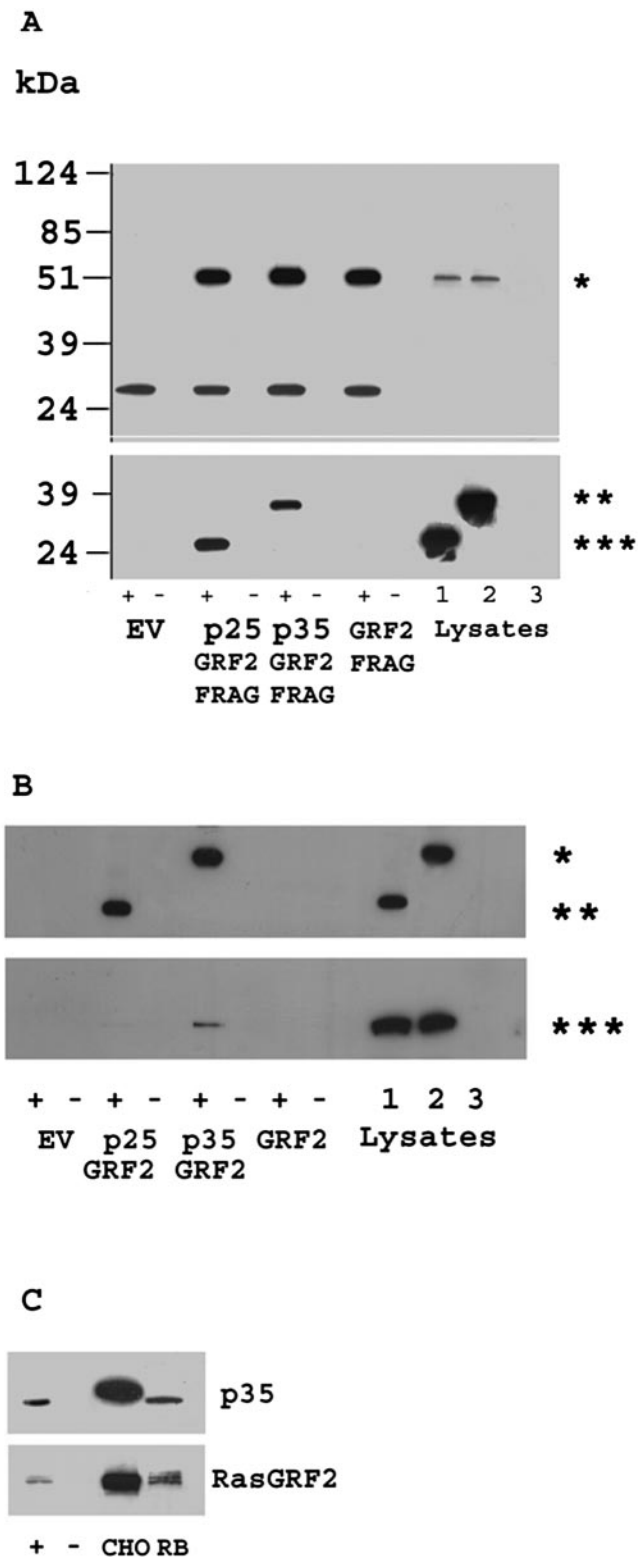 A
kDa
124
85
51
39
24
*
39
24
**
***
+ - + - + - + - 1 2 3
EV p25 p35 GRF2 Lysates
GRF2 GRF2 FRAG
FRAG FRAG
B
*
**
***
+ - + - + - + - 1 2 3
EV p25 p35 GRF2 Lysates
GRF2 GRF2
C
p35
RasGRF2
+ - CHO RB